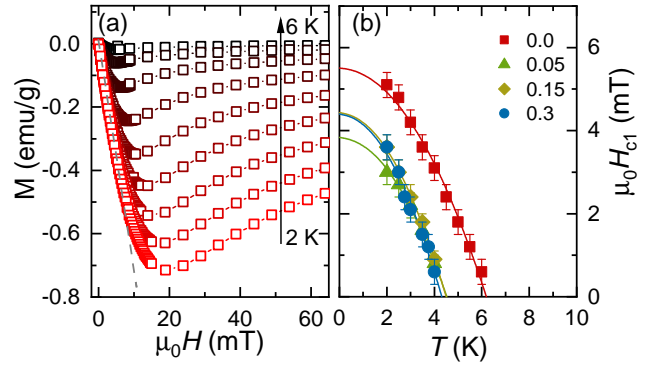 (a)
6 K
2 K
0.0
-0.2
-0.4
-0.6
-0.8
M (emu/g)
0 20 40 60
μ₀H (mT)
(b)
0.0
0.05
0.15
0.3
6
4
2
0
μ₀Hc1 (mT)
0 2 4 6 8 10
T (K)